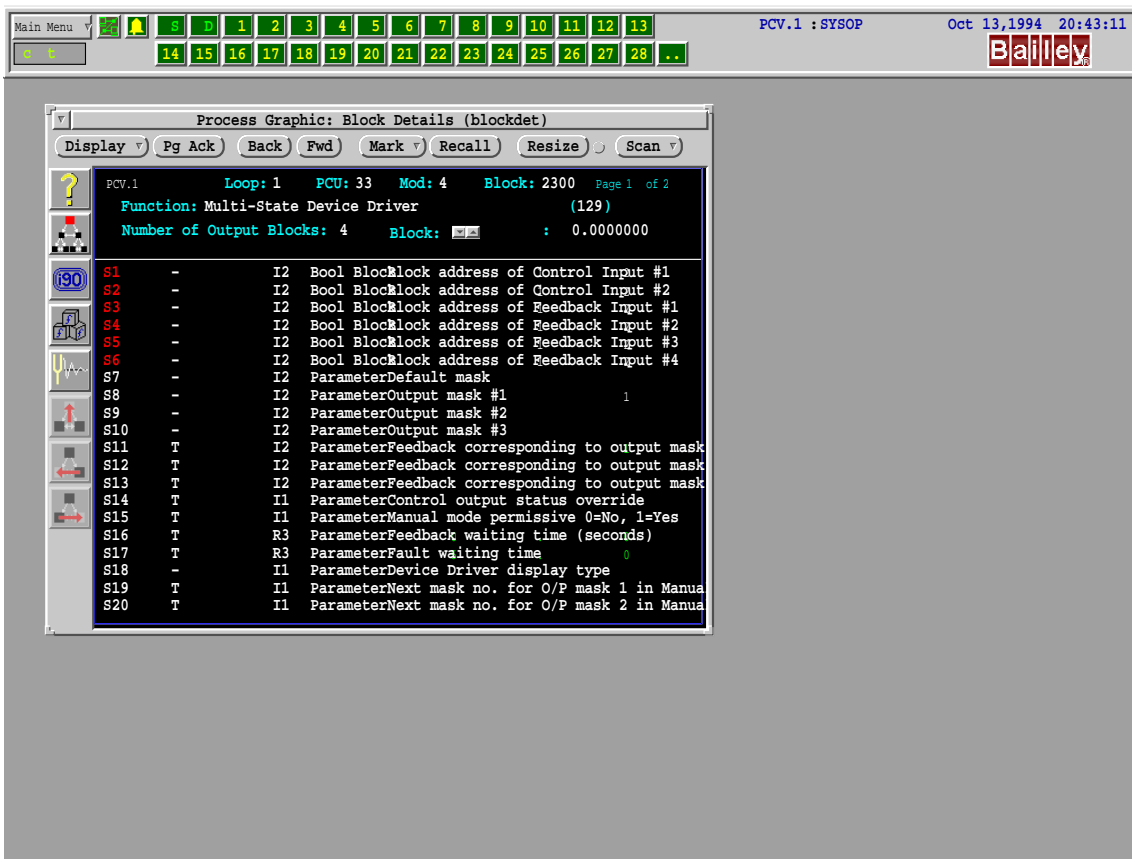 Main Menu S D 1 2 3 4 5 6 7 8 9 10 11 12 13 PCV.1 :SYSOP Oct 13,1994 20:43:11
c t 14 15 16 17 18 19 20 21 22 23 24 25 26 27 28 .. Bailey®
Process Graphic: Block Details (blockdet)
Display Pg Ack Back Fwd Mark Recall Resize Scan
PCV.1 Loop: 1 PCU: 33 Mod: 4 Block: 2300 Page 1 of 2
Function: Multi-State Device Driver (129)
Number of Output Blocks: 4 Block: : 0.0000000
?
i90
S1 - I2 Bool Block address of Control Input #1
S2 - I2 Bool Block address of Control Input #2
S3 - I2 Bool Block address of Feedback Input #1
S4 - I2 Bool Block address of Feedback Input #2
S5 - I2 Bool Block address of Feedback Input #3
S6 - I2 Bool Block address of Feedback Input #4
S7 - I2 ParameterDefault mask
S8 - I2 ParameterOutput mask #1 1
S9 - I2 ParameterOutput mask #2
S10 - I2 ParameterOutput mask #3
S11 T I2 ParameterFeedback corresponding to output mask
S12 T I2 ParameterFeedback corresponding to output mask
S13 T I2 ParameterFeedback corresponding to output mask
S14 T I1 ParameterControl output status override
S15 T I1 ParameterManual mode permissive 0=No, 1=Yes
S16 T R3 ParameterFeedback waiting time (seconds)
S17 T R3 ParameterFault waiting time 0
S18 - I1 ParameterDevice Driver display type
S19 T I1 ParameterNext mask no. for O/P mask 1 in Manua
S20 T I1 ParameterNext mask no. for O/P mask 2 in Manua